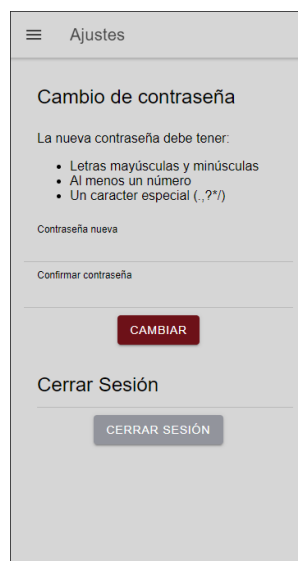 Ajustes
Cambio de contraseña
La nueva contraseña debe tener:
• Letras mayúsculas y minúsculas
• Al menos un número
• Un caracter especial (.,?*/)
Contraseña nueva
Confirmar contraseña
CAMBIAR
Cerrar Sesión
CERRAR SESIÓN